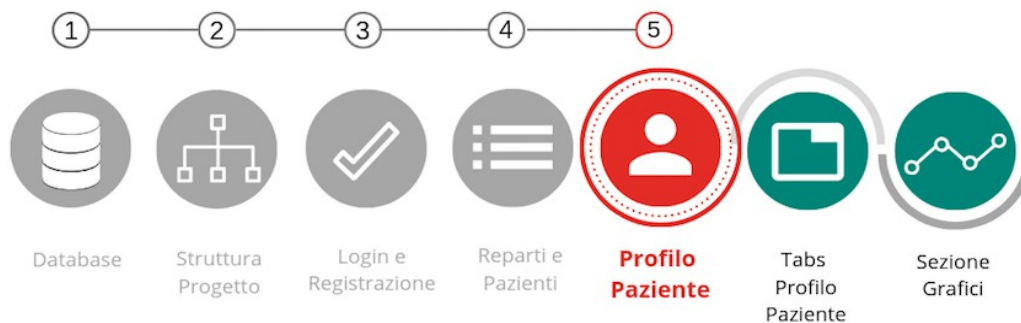 1 2 3 4 5
Database
Struttura
Progetto
Login e
Registrazione
Reparti e
Pazienti
Profilo
Paziente
Tabs
Profilo
Paziente
Sezione
Grafici